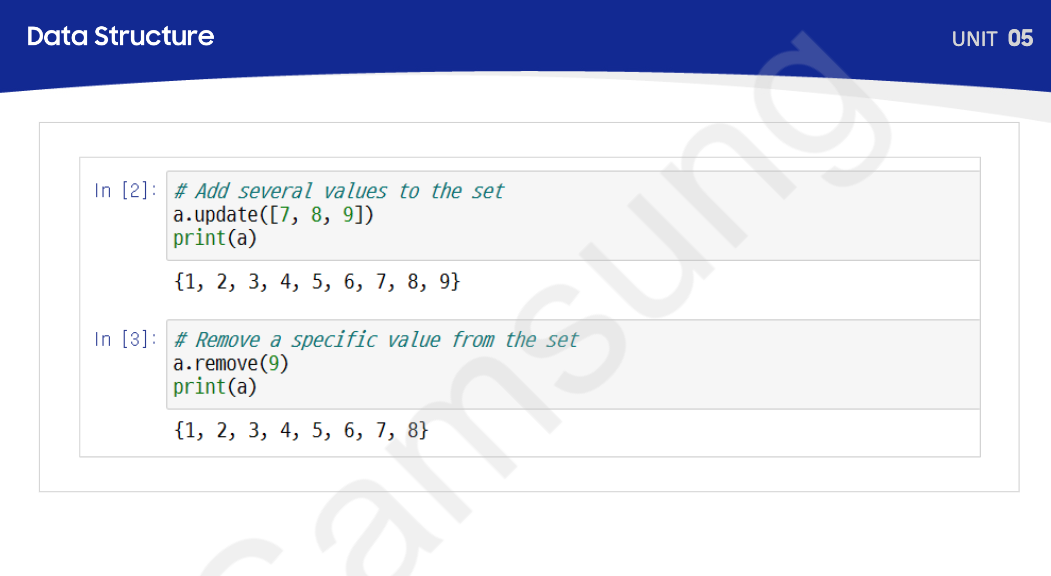 Data Structure
UNIT 05
In [2]: # Add several values to the set
a.update([7, 8, 9])
print(a)
{1, 2, 3, 4, 5, 6, 7, 8, 9}
In [3]: # Remove a specific value from the set
a.remove(9)
print(a)
{1, 2, 3, 4, 5, 6, 7, 8}
Samsung